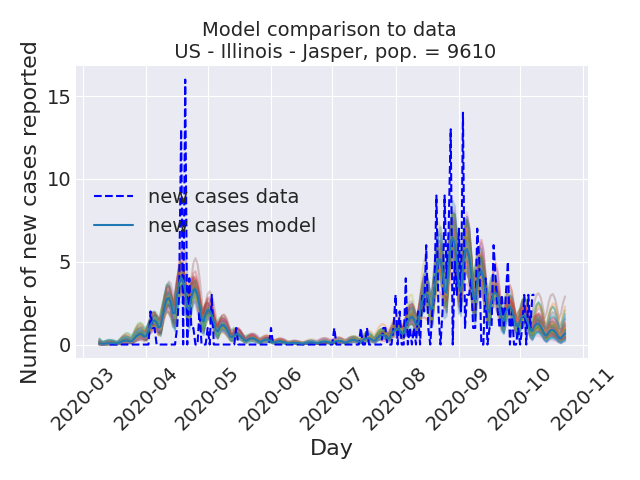 Model comparison to data
US - Illinois - Jasper, pop. = 9610
Number of new cases reported
15
10
5
0
new cases data
new cases model
2020-03
2020-04
2020-05
2020-06
2020-07
2020-08
2020-09
2020-10
2020-11
Day